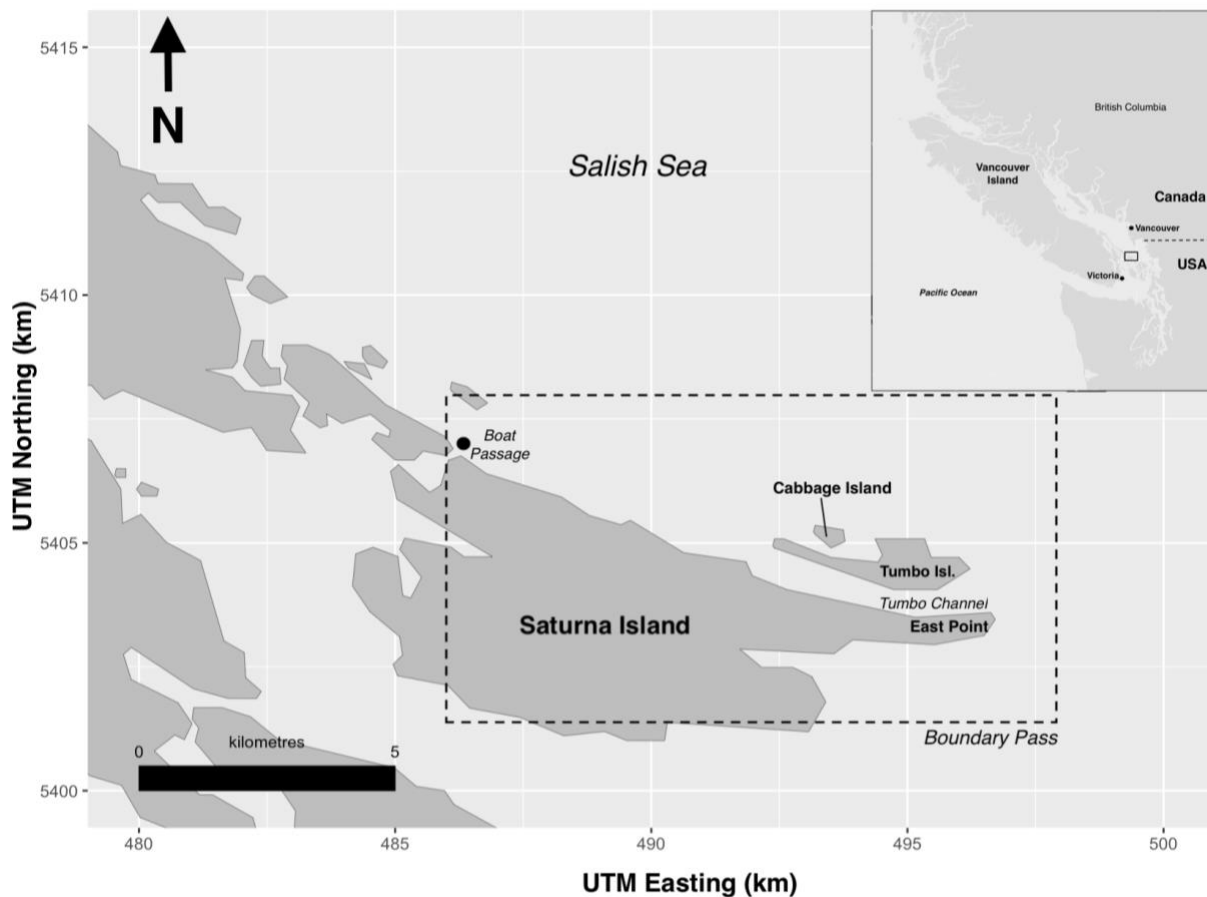 5415
N
Salish Sea
British Columbia
Vancouver
Island
Canada
Vancouver
USA
Victoria
Pacific Ocean
5410
UTM Northing (km)
Boat
Passage
Cabbage Island
5405
Tumbo Isl.
Tumbo Channel
Saturna Island
East Point
Boundary Pass
kilometres
0 5
5400
480 485 490 495 500
UTM Easting (km)